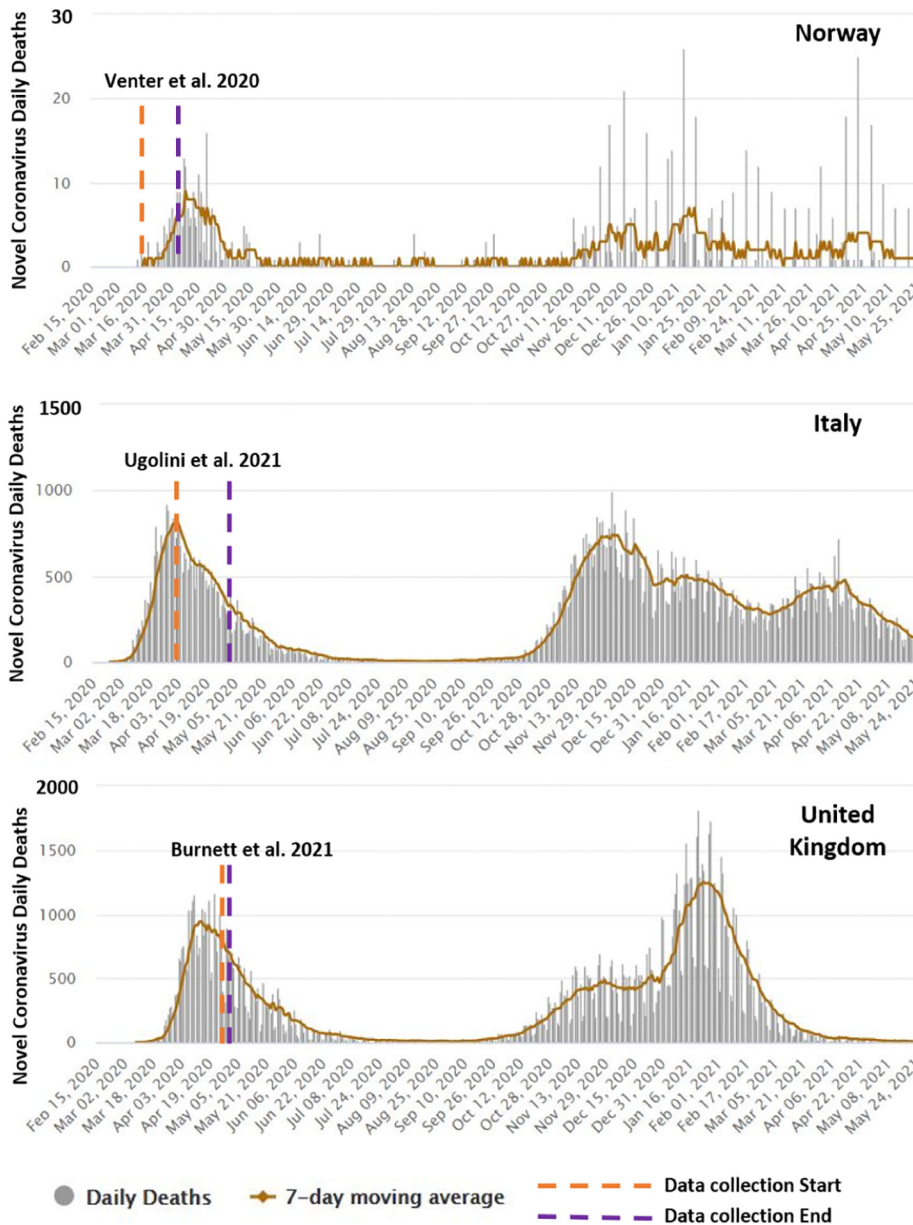 30
Norway
Novel Coronavirus Daily Deaths
Venter et al. 2020
20
10
0
Feb 15, 2020
Mar 01, 2020
Mar 16, 2020
Mar 31, 2020
Apr 15, 2020
Apr 30, 2020
May 15, 2020
May 30, 2020
Jun 14, 2020
Jun 29, 2020
Jul 14, 2020
Jul 29, 2020
Aug 13, 2020
Aug 28, 2020
Sep 12, 2020
Sep 27, 2020
Oct 12, 2020
Oct 27, 2020
Nov 11, 2020
Nov 26, 2020
Dec 11, 2020
Dec 26, 2020
Jan 10, 2021
Jan 25, 2021
Feb 09, 2021
Feb 24, 2021
Mar 11, 2021
Mar 26, 2021
Apr 10, 2021
Apr 25, 2021
May 10, 2021
May 25, 2021
1500
Italy
Novel Coronavirus Daily Deaths
Ugolini et al. 2021
1000
500
0
Feb 15, 2020
Mar 02, 2020
Mar 18, 2020
Apr 03, 2020
Apr 19, 2020
May 05, 2020
May 21, 2020
Jun 06, 2020
Jun 22, 2020
Jul 08, 2020
Jul 24, 2020
Aug 09, 2020
Aug 25, 2020
Sep 10, 2020
Sep 26, 2020
Oct 12, 2020
Oct 28, 2020
Nov 13, 2020
Nov 29, 2020
Dec 15, 2020
Dec 31, 2020
Jan 16, 2021
Feb 01, 2021
Feb 17, 2021
Mar 05, 2021
Mar 21, 2021
Apr 06, 2021
Apr 22, 2021
May 08, 2021
May 24, 2021
2000
United
Kingdom
Novel Coronavirus Daily Deaths
Burnett et al. 2021
1500
1000
500
0
Feb 15, 2020
Mar 02, 2020
Mar 18, 2020
Apr 03, 2020
Apr 19, 2020
May 05, 2020
May 21, 2020
Jun 06, 2020
Jun 22, 2020
Jul 08, 2020
Jul 24, 2020
Aug 09, 2020
Aug 25, 2020
Sep 10, 2020
Sep 26, 2020
Oct 12, 2020
Oct 28, 2020
Nov 13, 2020
Nov 29, 2020
Dec 15, 2020
Dec 31, 2020
Jan 16, 2021
Feb 01, 2021
Feb 17, 2021
Mar 05, 2021
Mar 21, 2021
Apr 06, 2021
Apr 22, 2021
May 08, 2021
May 24, 2021
Daily Deaths
7-day moving average
Data collection Start
Data collection End